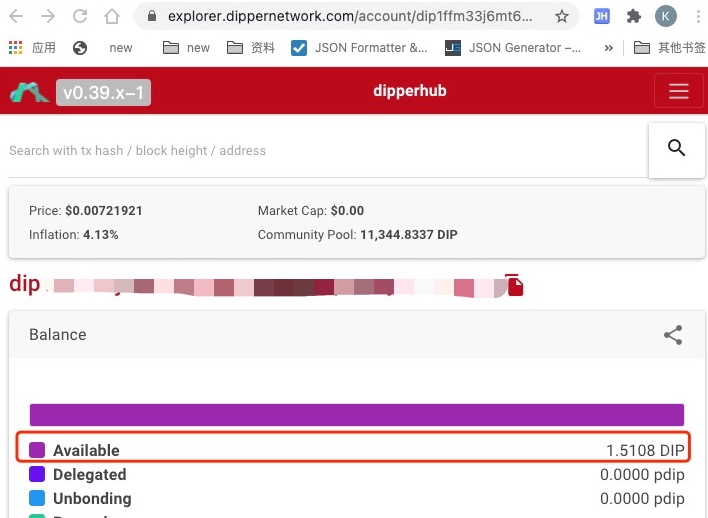 explorer.dippernetwork.com/account/dip1ffm33j6mt6... JH K
应用 new new 资料 JSON Formatter &... JSON Generator –... » 其他书签
v0.39.x-1 dipperhub
Search with tx hash / block height / address
Price: $0.00721921 Market Cap: $0.00
Inflation: 4.13% Community Pool: 11,344.8337 DIP
dip
Balance
Available 1.5108 DIP
Delegated 0.0000 pdip
Unbonding 0.0000 pdip